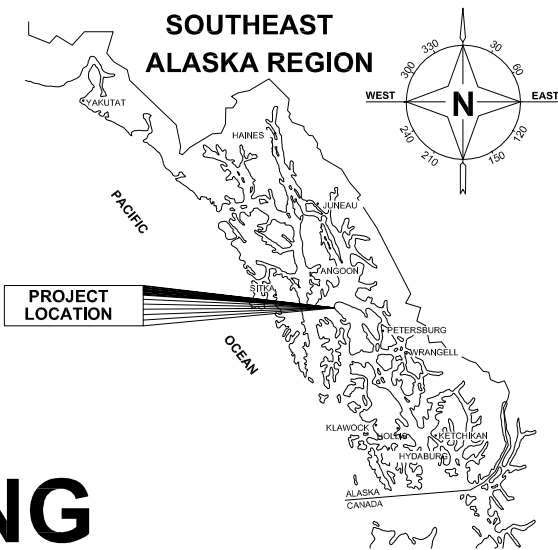 SOUTHEAST
ALASKA REGION
330
30
300
60
WEST
N
EAST
240
120
210
150
YAKUTAT
HAINES
PACIFIC
JUNEAU
ANGOON
SITKA
PROJECT
LOCATION
PETERSBURG
OCEAN
WRANGELL
KLAWOCK
HOLLIS
KETCHIKAN
HYDABURG
ALASKA
CANADA
NG